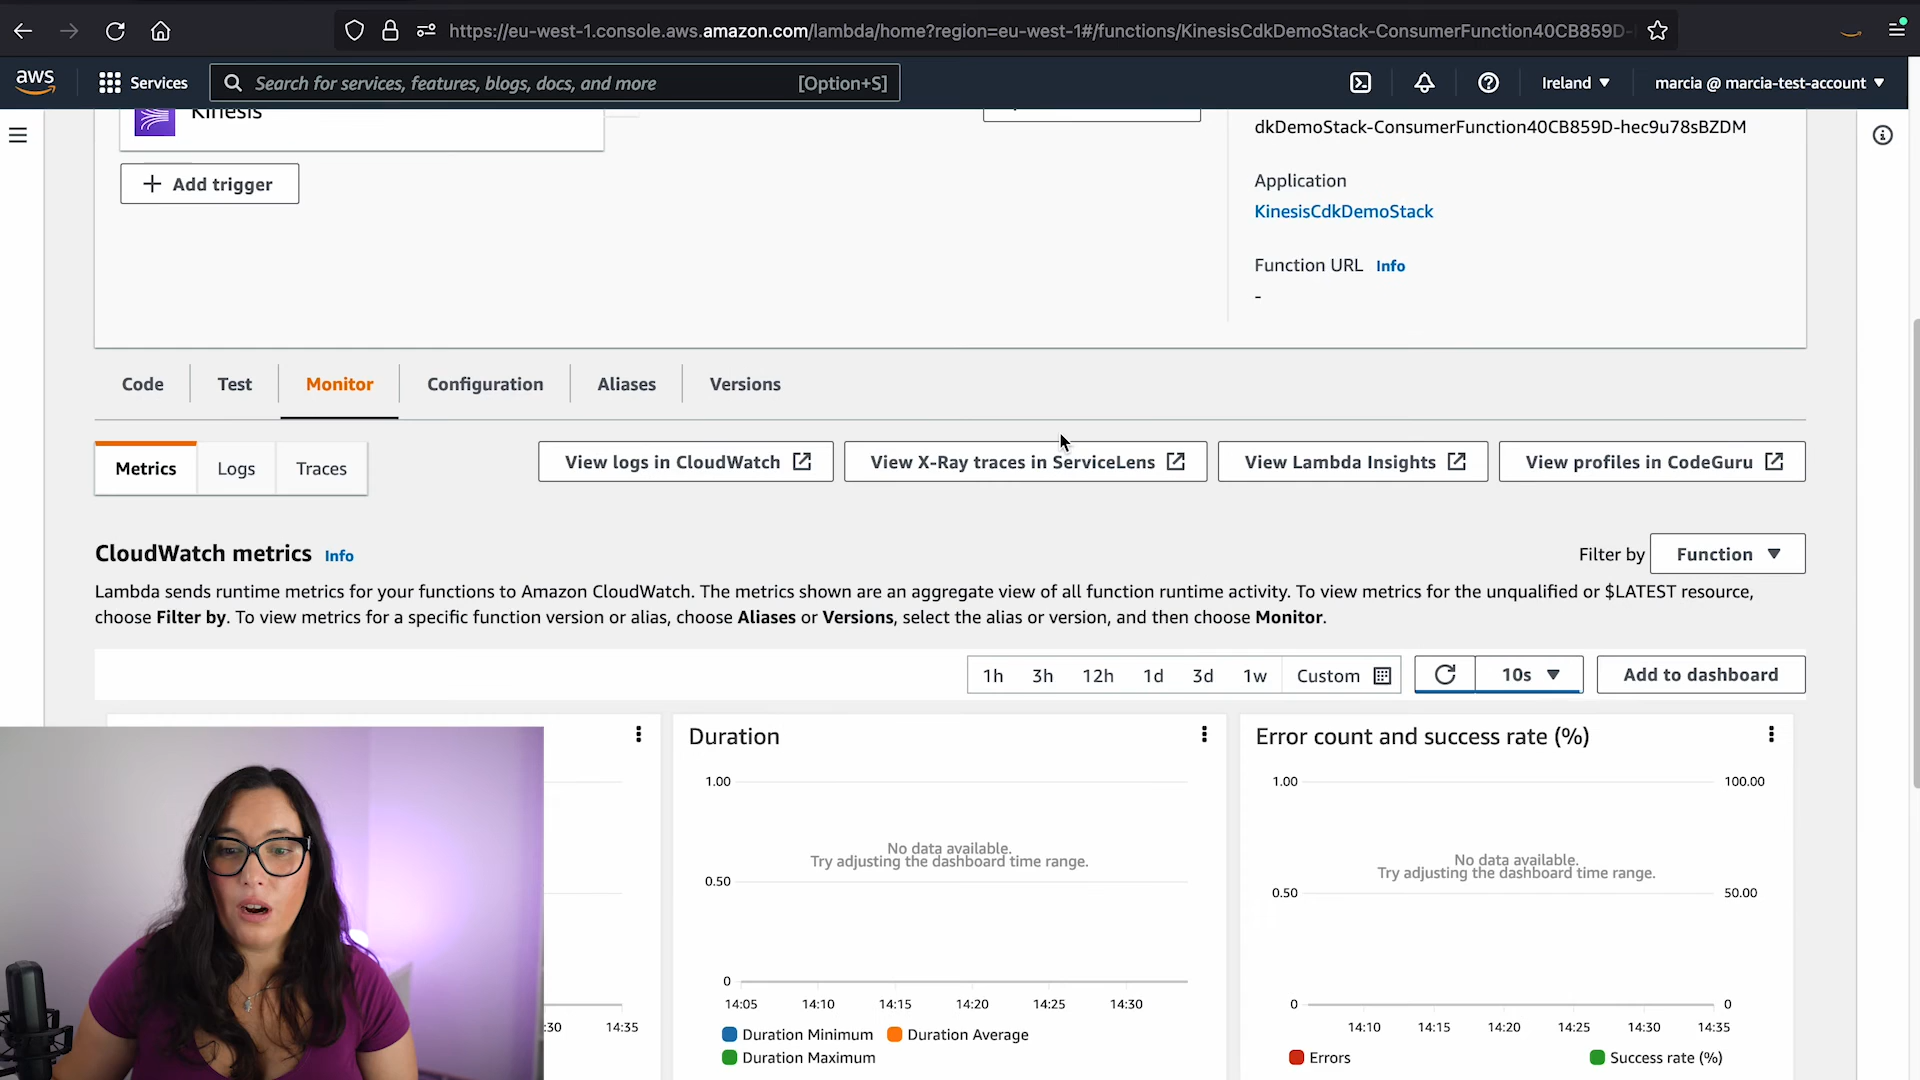 https://eu-west-1.console.aws.amazon.com/lambda/home?region=eu-west-1#/functions/KinesisCdkDemoStack-ConsumerFunction40CB859D-
aws
Services
Search for services, features, blogs, docs, and more
[Option+S]
Ireland ▼
marcia @ marcia-test-account ▼
Kinesis
+ Add trigger
dkDemoStack-ConsumerFunction40CB859D-hec9u78sBZDM
Application
KinesisCdkDemoStack
Function URL Info
-
Code
Test
Monitor
Configuration
Aliases
Versions
Metrics
Logs
Traces
View logs in CloudWatch
View X-Ray traces in ServiceLens
View Lambda Insights
View profiles in CodeGuru
CloudWatch metrics Info
Filter by
Function ▼
Lambda sends runtime metrics for your functions to Amazon CloudWatch. The metrics shown are an aggregate view of all function runtime activity. To view metrics for the unqualified or $LATEST resource,
choose Filter by. To view metrics for a specific function version or alias, choose Aliases or Versions, select the alias or version, and then choose Monitor.
1h 3h 12h 1d 3d 1w Custom
10s ▼
Add to dashboard
:30 14:35
Duration
1.00
No data available.
Try adjusting the dashboard time range.
0.50
0
14:05 14:10 14:15 14:20 14:25 14:30
Duration Minimum Duration Average
Duration Maximum
Error count and success rate (%)
1.00 100.00
No data available.
Try adjusting the dashboard time range.
0.50 50.00
0 0
14:10 14:15 14:20 14:25 14:30 14:35
Errors Success rate (%)